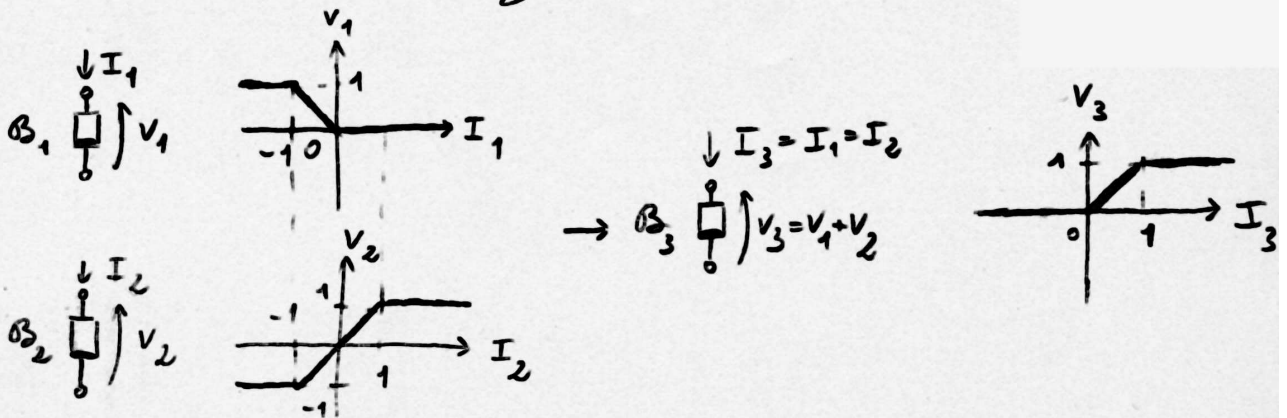 I₁
B₁
V₁
V₁
1
-1
0
I₁
I₂
B₂
V₂
V₂
1
-1
1
-1
I₂
→ B₃
I₃ = I₁ = I₂
V₃ = V₁ + V₂
V₃
1
0
1
I₃